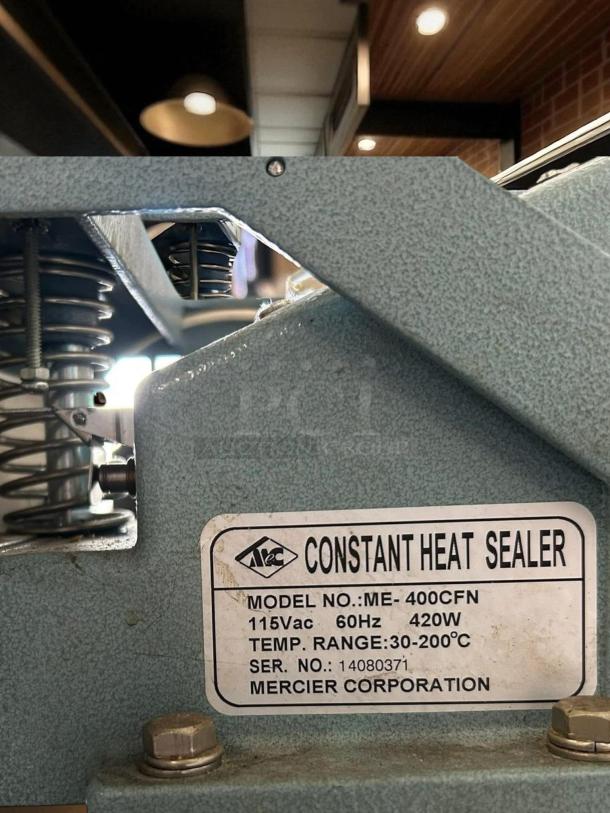 AIE CONSTANT HEAT SEALER
MODEL NO.:ME- 400CFN
115Vac 60Hz 420W
TEMP. RANGE:30-200°C
SER. NO.: 14080371
MERCIER CORPORATION